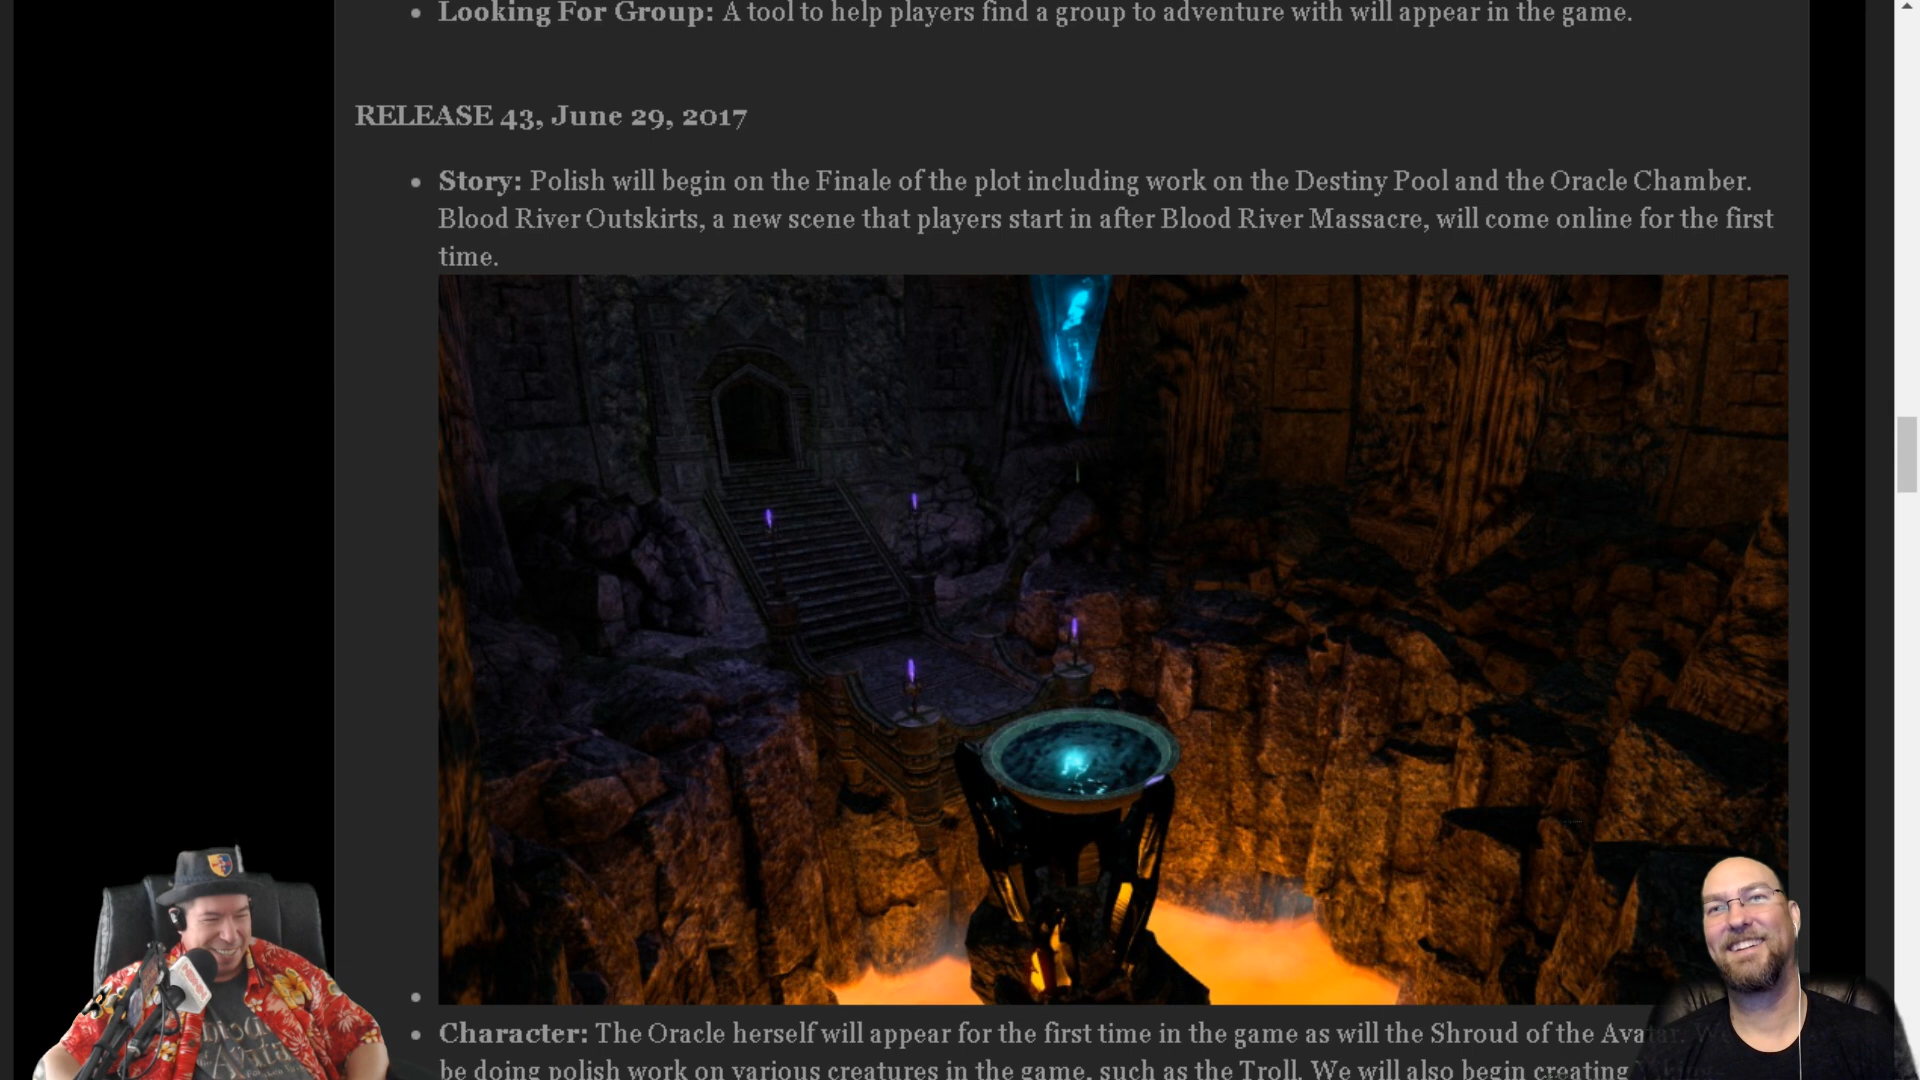 Looking For Group: A tool to help players find a group to adventure with will appear in the game.
RELEASE 43, June 29, 2017
Story: Polish will begin on the Finale of the plot including work on the Destiny Pool and the Oracle Chamber.
Blood River Outskirts, a new scene that players start in after Blood River Massacre, will come online for the first
time.
Character: The Oracle herself will appear for the first time in the game as will the Shroud of the Avatar. We
be doing polish work on various creatures in the game, such as the Troll. We will also begin creating